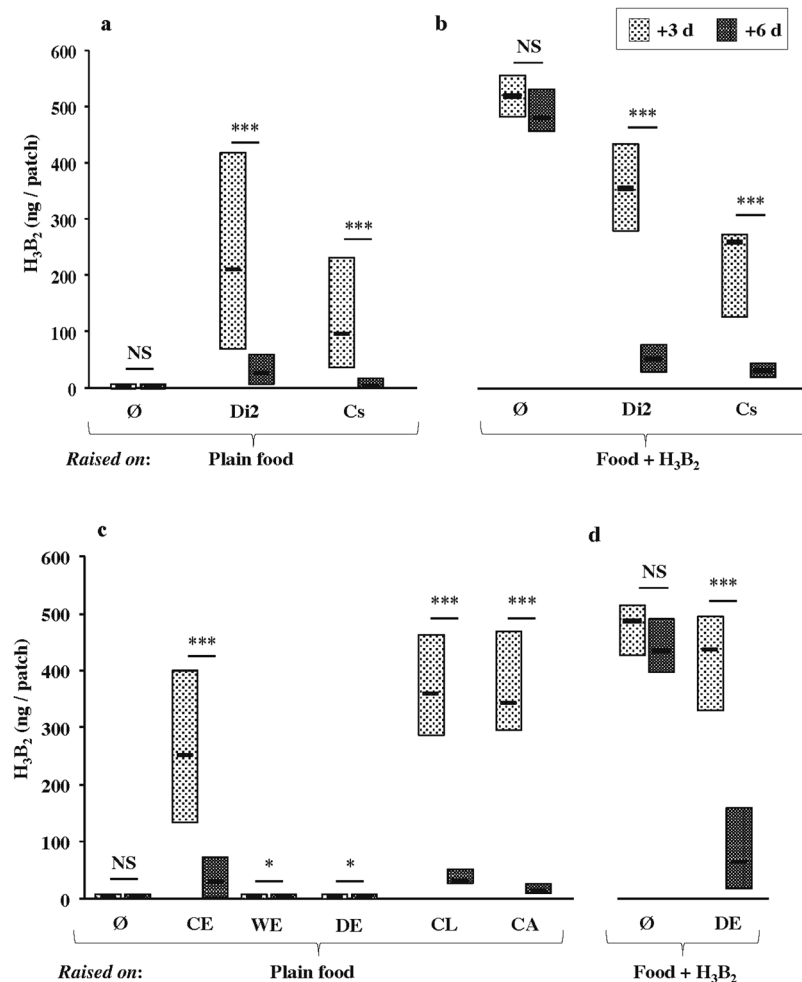 a
b
+3 d
+6 d
600
500
400
300
200
100
0
H₃B₂ (ng / patch)
NS
***
***
NS
***
***
Ø
Di2
Cs
Ø
Di2
Cs
Raised on:
Plain food
Food + H₃B₂
c
d
600
500
400
300
200
100
0
H₃B₂ (ng / patch)
NS
***
*
*
***
***
NS
***
Ø
CE
WE
DE
CL
CA
Ø
DE
Raised on:
Plain food
Food + H₃B₂